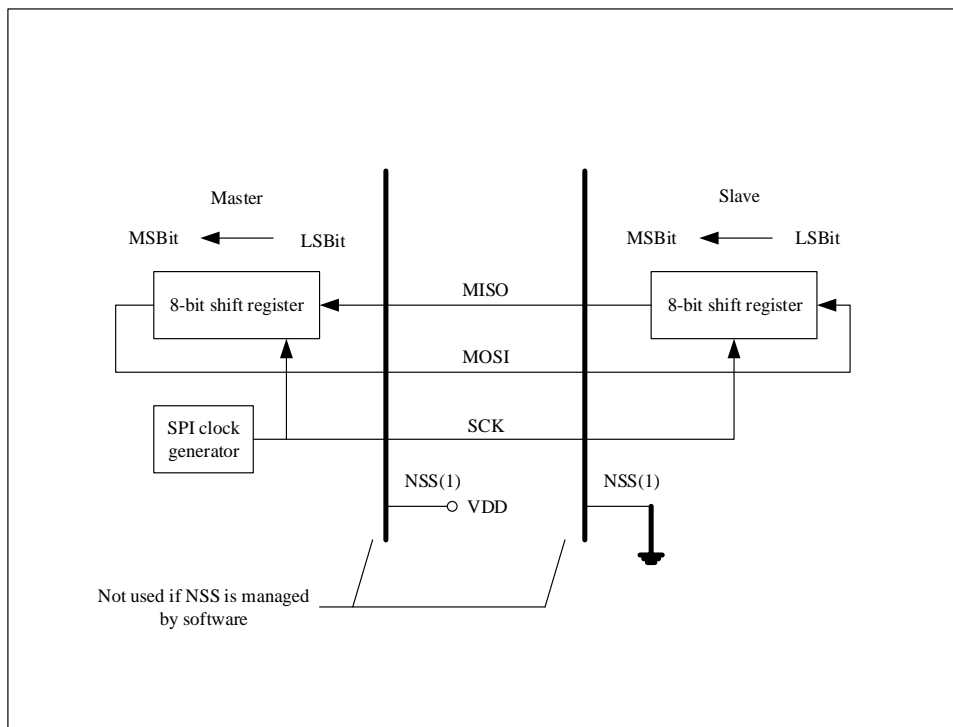 Master
Slave
MSBit
LSBit
MSBit
LSBit
8-bit shift register
MISO
8-bit shift register
MOSI
SPI clock
generator
SCK
NSS(1)
NSS(1)
VDD
Not used if NSS is managed
by software